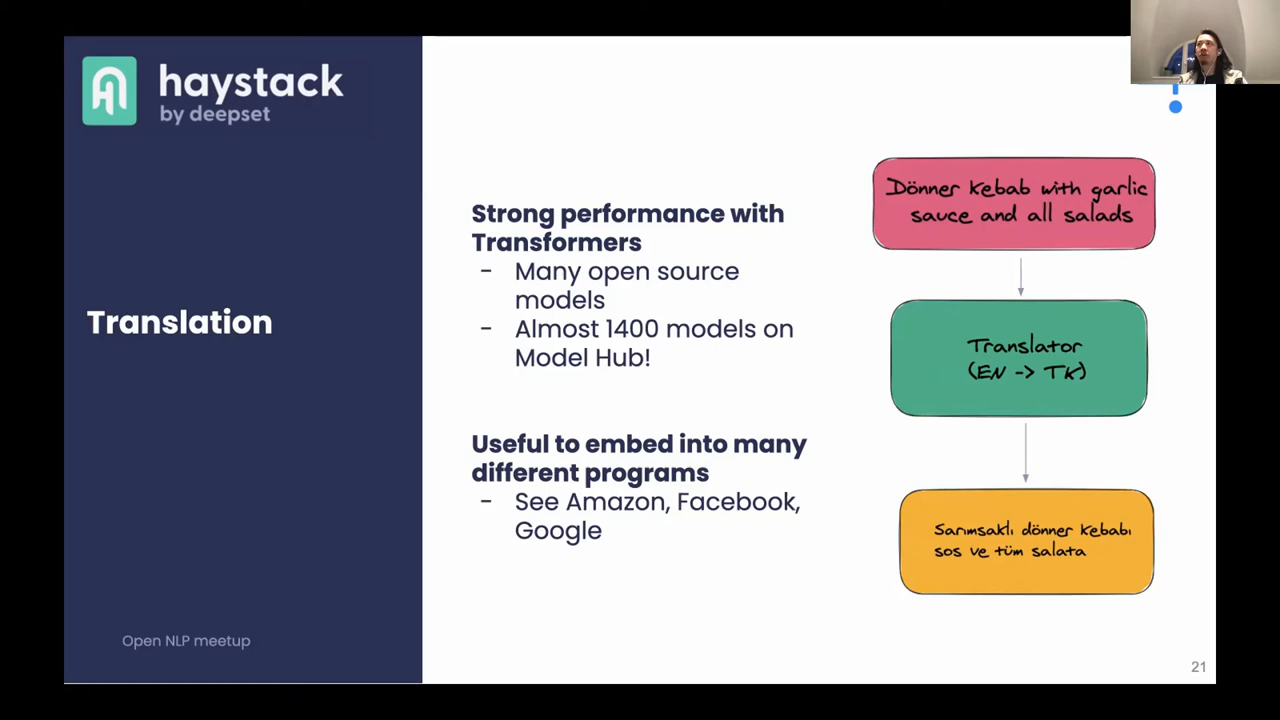 haystack
by deepset
Translation
Open NLP meetup
Strong performance with
Transformers
- Many open source
models
- Almost 1400 models on
Model Hub!
Useful to embed into many
different programs
- See Amazon, Facebook,
Google
Dönner Kebab with garlic
sauce and all salads
Translator
(EN -> TK)
Sarımsaklı dönner kebabı
sos ve tüm salata
21